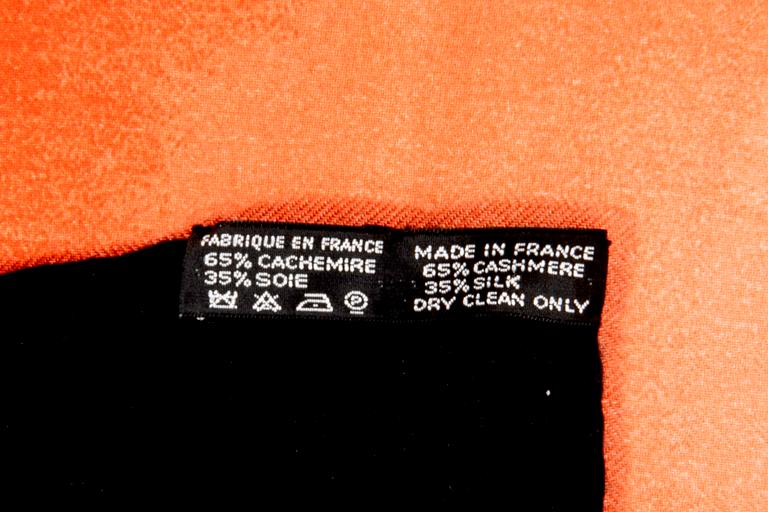 FABRIQUE EN FRANCE
65% CACHEMIRE
35% SOIE
MADE IN FRANCE
65% CASHMERE
35% SILK
DRY CLEAN ONLY